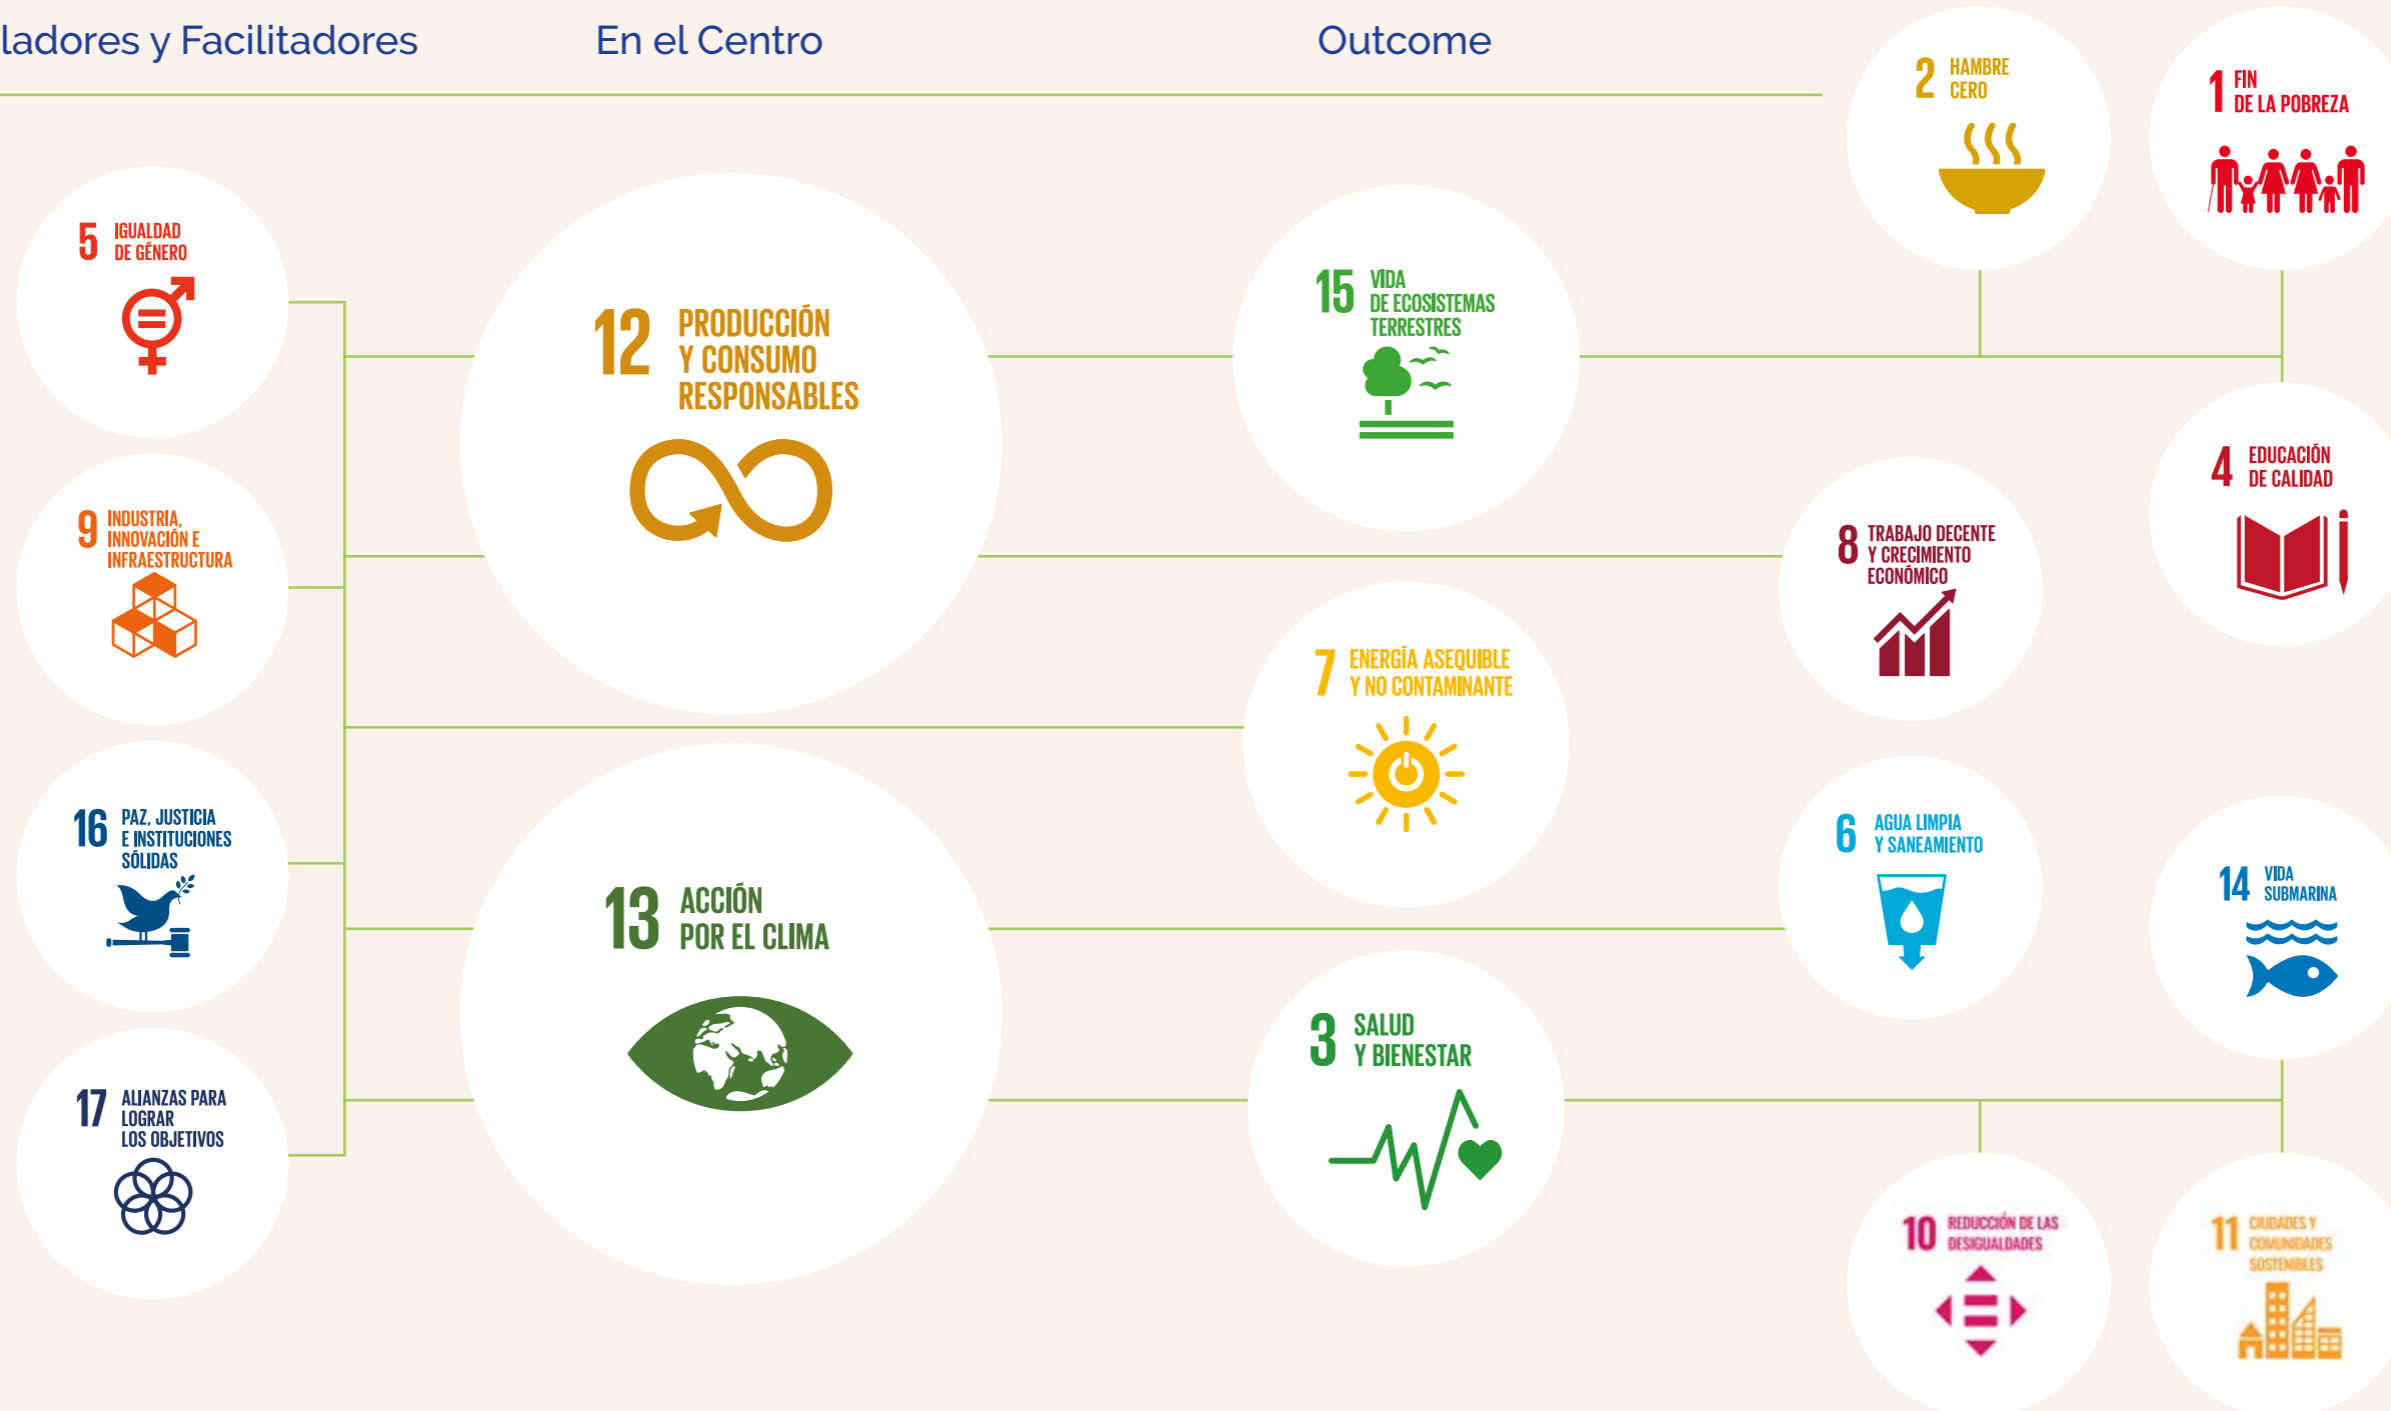 ladores y Facilitadores
En el Centro
Outcome
5 IGUALDAD
DE GÉNERO
9 INDUSTRIA,
INNOVACIÓN E
INFRAESTRUCTURA
16 PAZ, JUSTICIA
E INSTITUCIONES
SÓLIDAS
17 ALIANZAS PARA
LOGRAR
LOS OBJETIVOS
12 PRODUCCIÓN
Y CONSUMO
RESPONSABLES
13 ACCIÓN
POR EL CLIMA
15 VIDA
DE ECOSISTEMAS
TERRESTRES
7 ENERGÍA ASEQUIBLE
Y NO CONTAMINANTE
3 SALUD
Y BIENESTAR
2 HAMBRE
CERO
8 TRABAJO DECENTE
Y CRECIMIENTO
ECONÓMICO
6 AGUA LIMPIA
Y SANEAMIENTO
10 REDUCCIÓN DE LAS
DESIGUALDADES
1 FIN
DE LA POBREZA
4 EDUCACIÓN
DE CALIDAD
14 VIDA
SUBMARINA
11 CIUDADES Y
COMUNIDADES
SOSTENIBLES